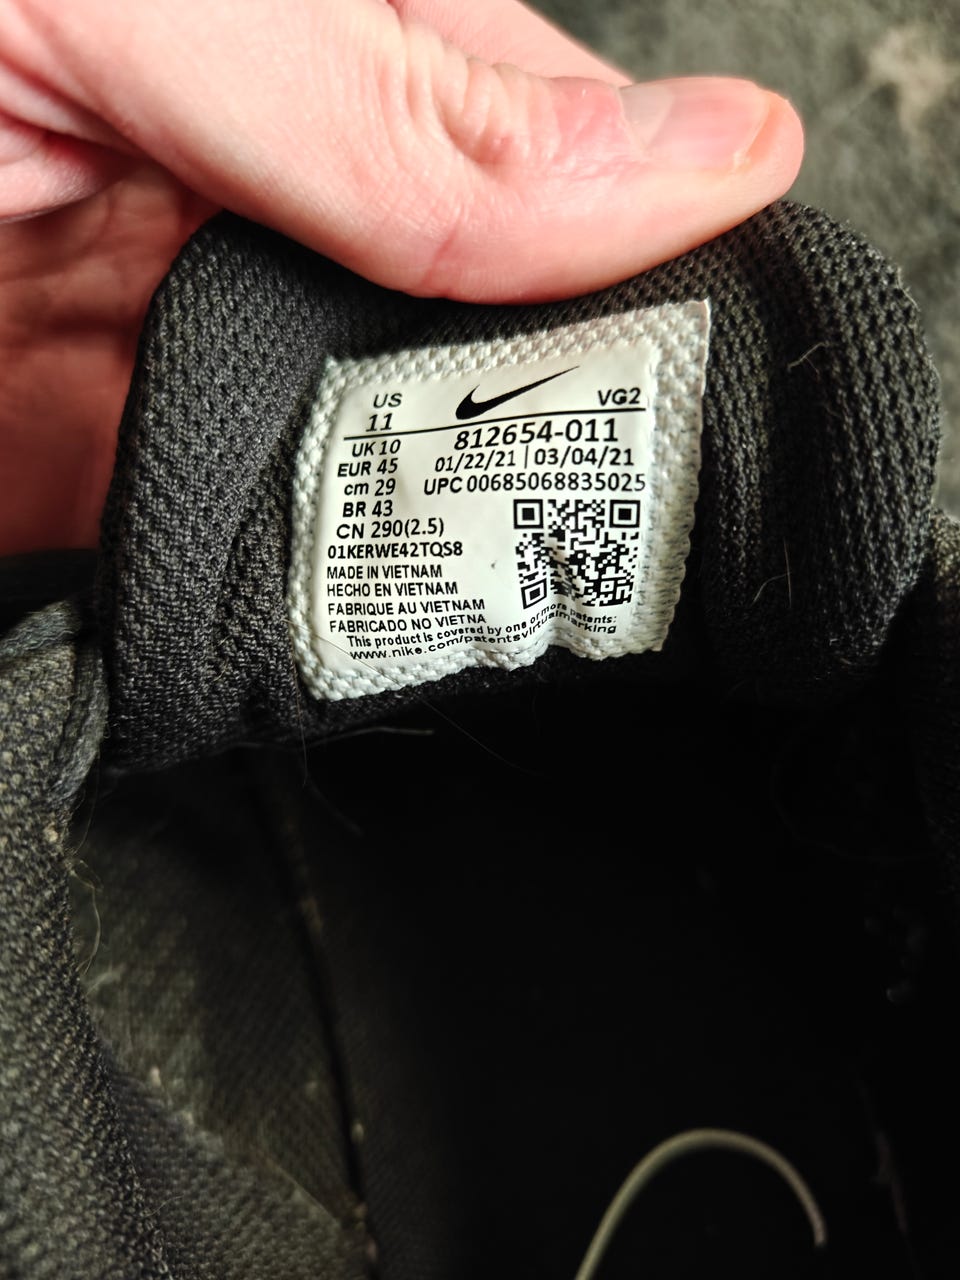 US
11
VG2
UK 10
EUR 45
cm 29
BR 43
CN 290(2.5)
812654-011
01/22/21 | 03/04/21
UPC 00685068835025
01KERWE42TQS8
MADE IN VIETNAM
HECHO EN VIETNAM
FABRIQUE AU VIETNAM
FABRICADO NO VIETNA
This product is covered by one or more patents:
www.nike.com/patentsvirtualmarking